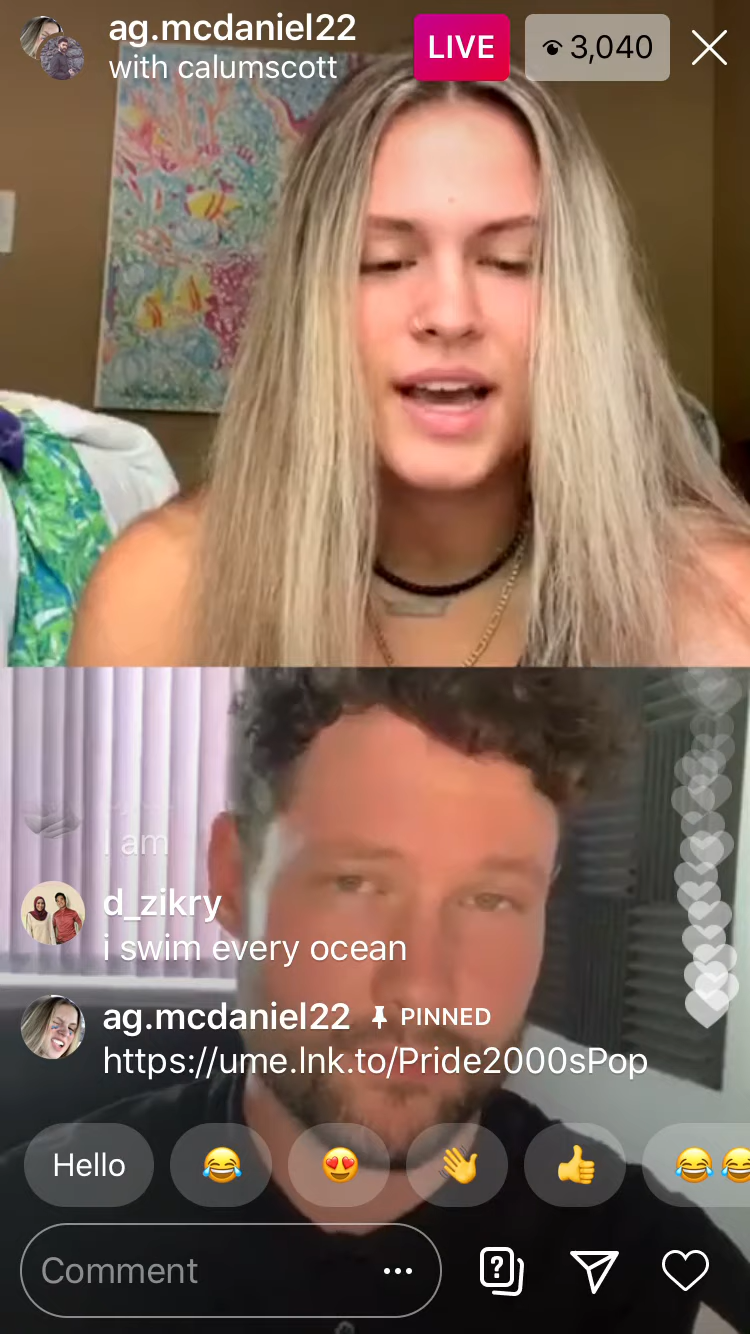 ag.mcdaniel22
LIVE
3,040
with calumscott
i am
d_zikry
i swim every ocean
ag.mcdaniel22 PINNED
https://ume.lnk.to/Pride2000sPop
Hello
Comment